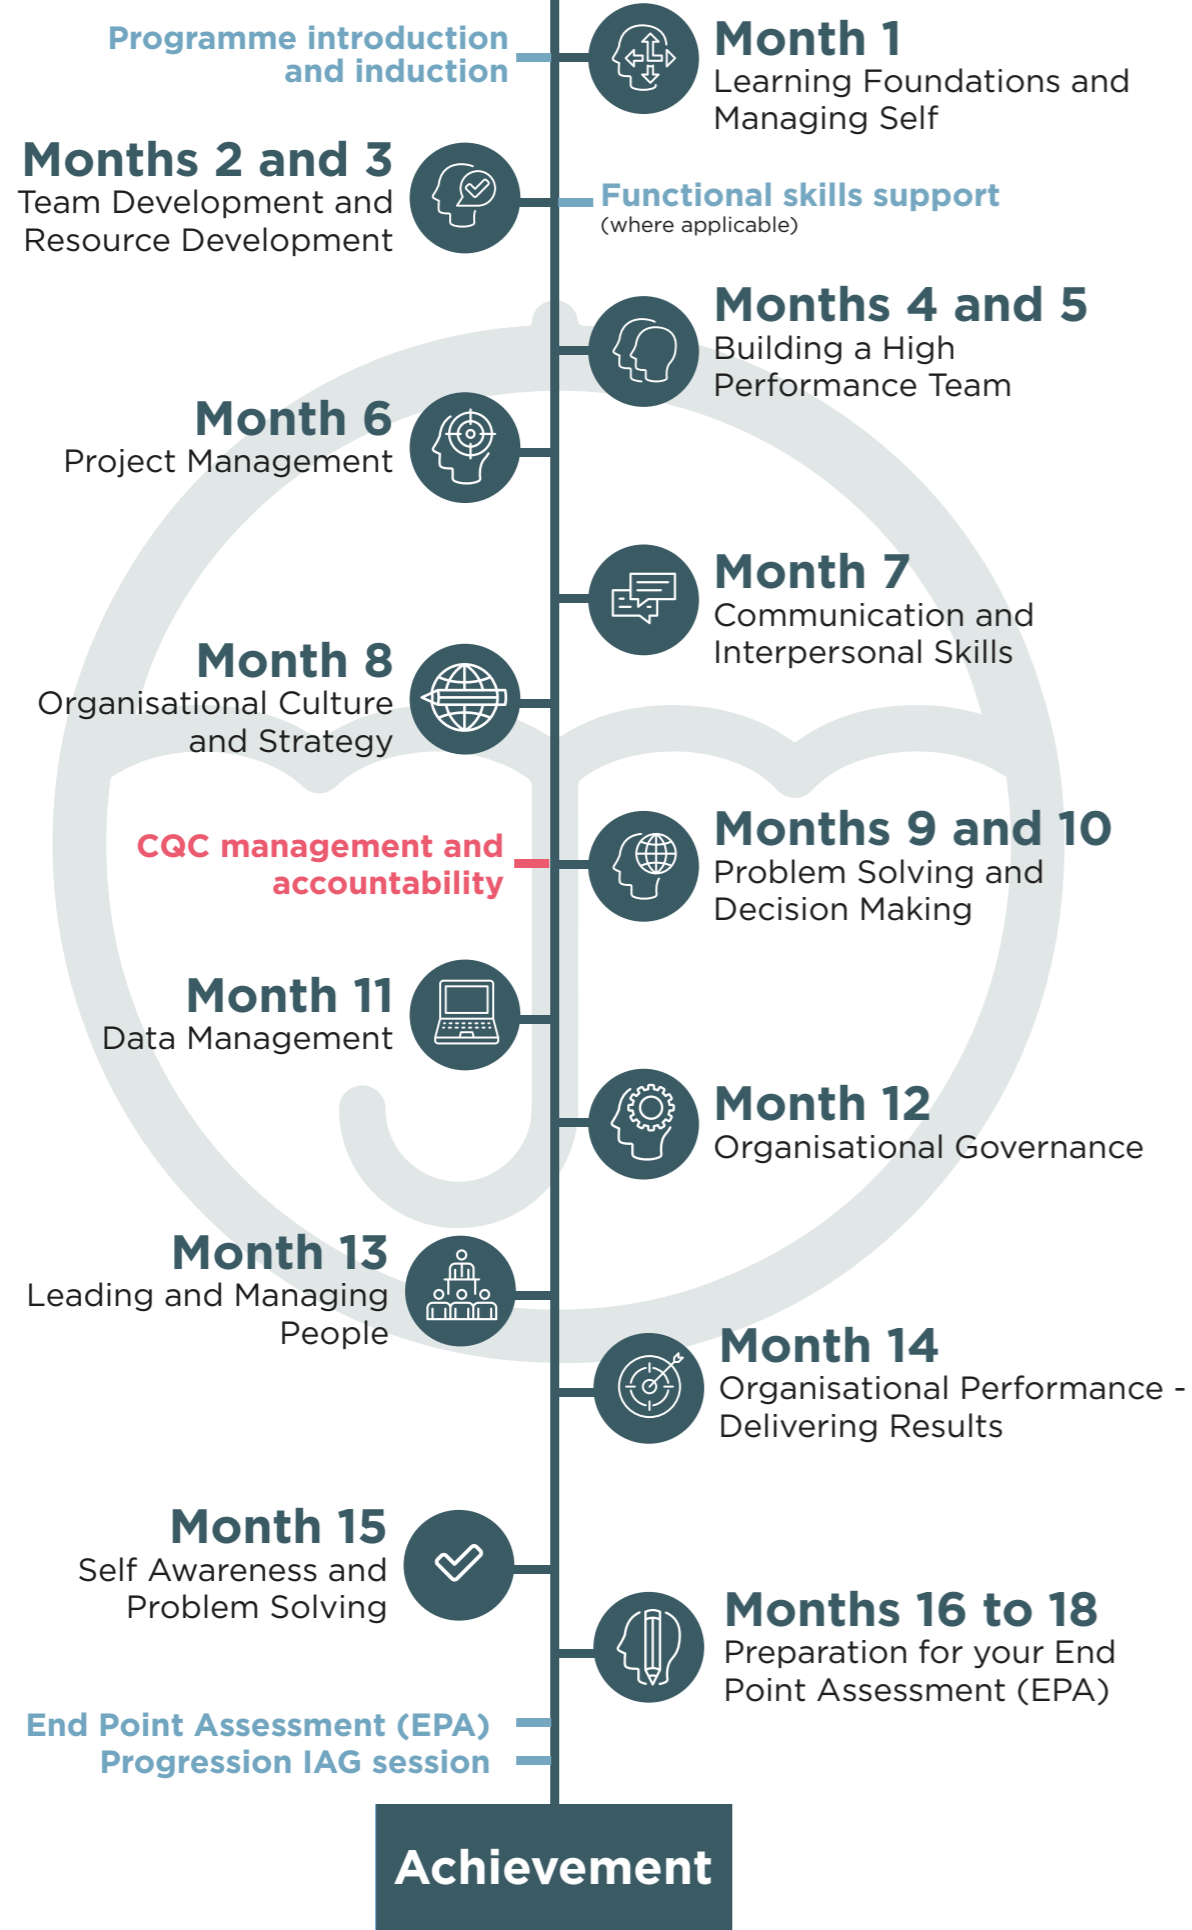 Programme introduction
and induction
Month 1
Learning Foundations and
Managing Self
Months 2 and 3
Team Development and
Resource Development
Functional skills support
(where applicable)
Months 4 and 5
Building a High
Performance Team
Month 6
Project Management
Month 7
Communication and
Interpersonal Skills
Month 8
Organisational Culture
and Strategy
CQC management and
accountability
Months 9 and 10
Problem Solving and
Decision Making
Month 11
Data Management
Month 12
Organisational Governance
Month 13
Leading and Managing
People
Month 14
Organisational Performance -
Delivering Results
Month 15
Self Awareness and
Problem Solving
Months 16 to 18
Preparation for your End
Point Assessment (EPA)
End Point Assessment (EPA)
Progression IAG session
Achievement